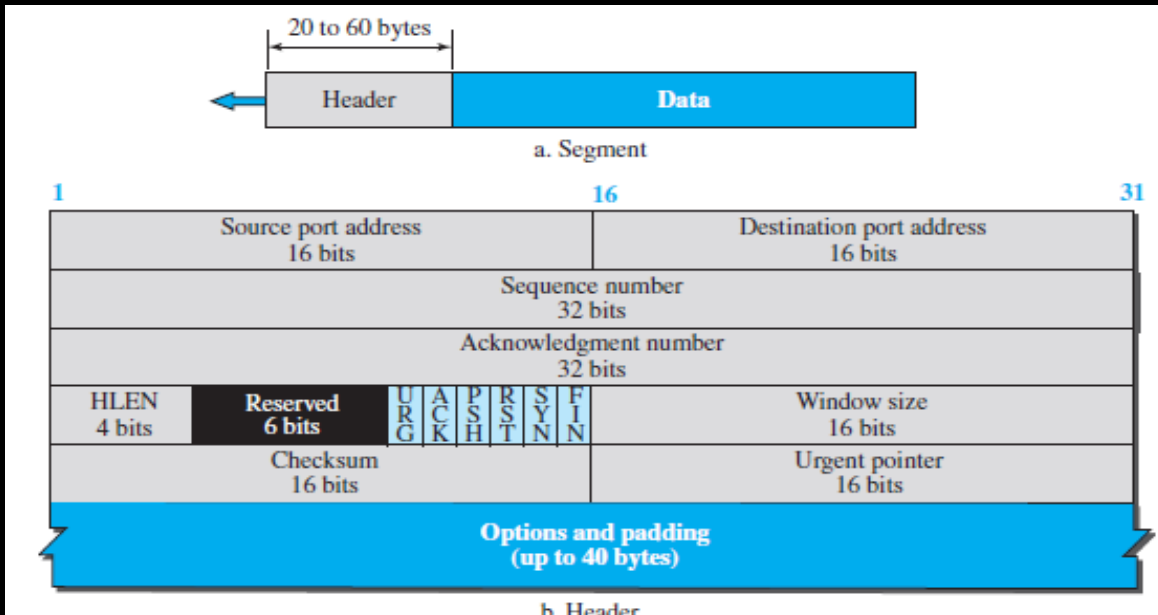 20 to 60 bytes
Header Data
a. Segment
1 16 31
Source port address Destination port address
16 bits 16 bits
Sequence number
32 bits
Acknowledgment number
32 bits
HLEN Reserved URG ACK PSH RST SYN FIN Window size
4 bits 6 bits 16 bits
Checksum Urgent pointer
16 bits 16 bits
Options and padding
(up to 40 bytes)
b. Header